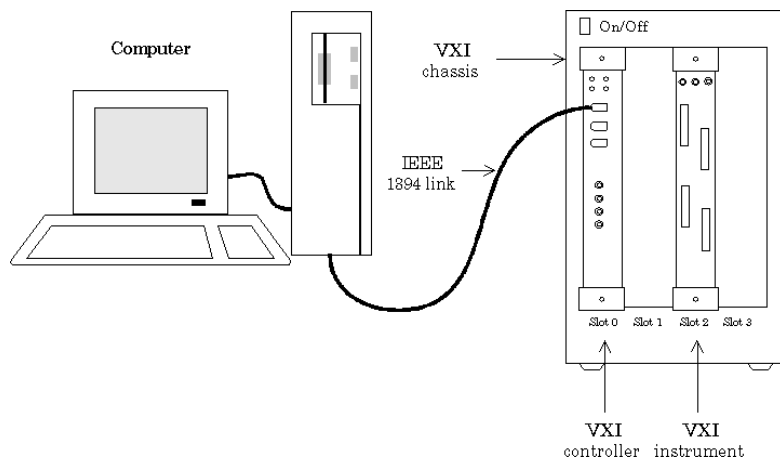 Computer
On/Off
VXI
chassis
IEEE
1394 link
Slot 0 Slot 1 Slot 2 Slot 3
VXI
controller
VXI
instrument